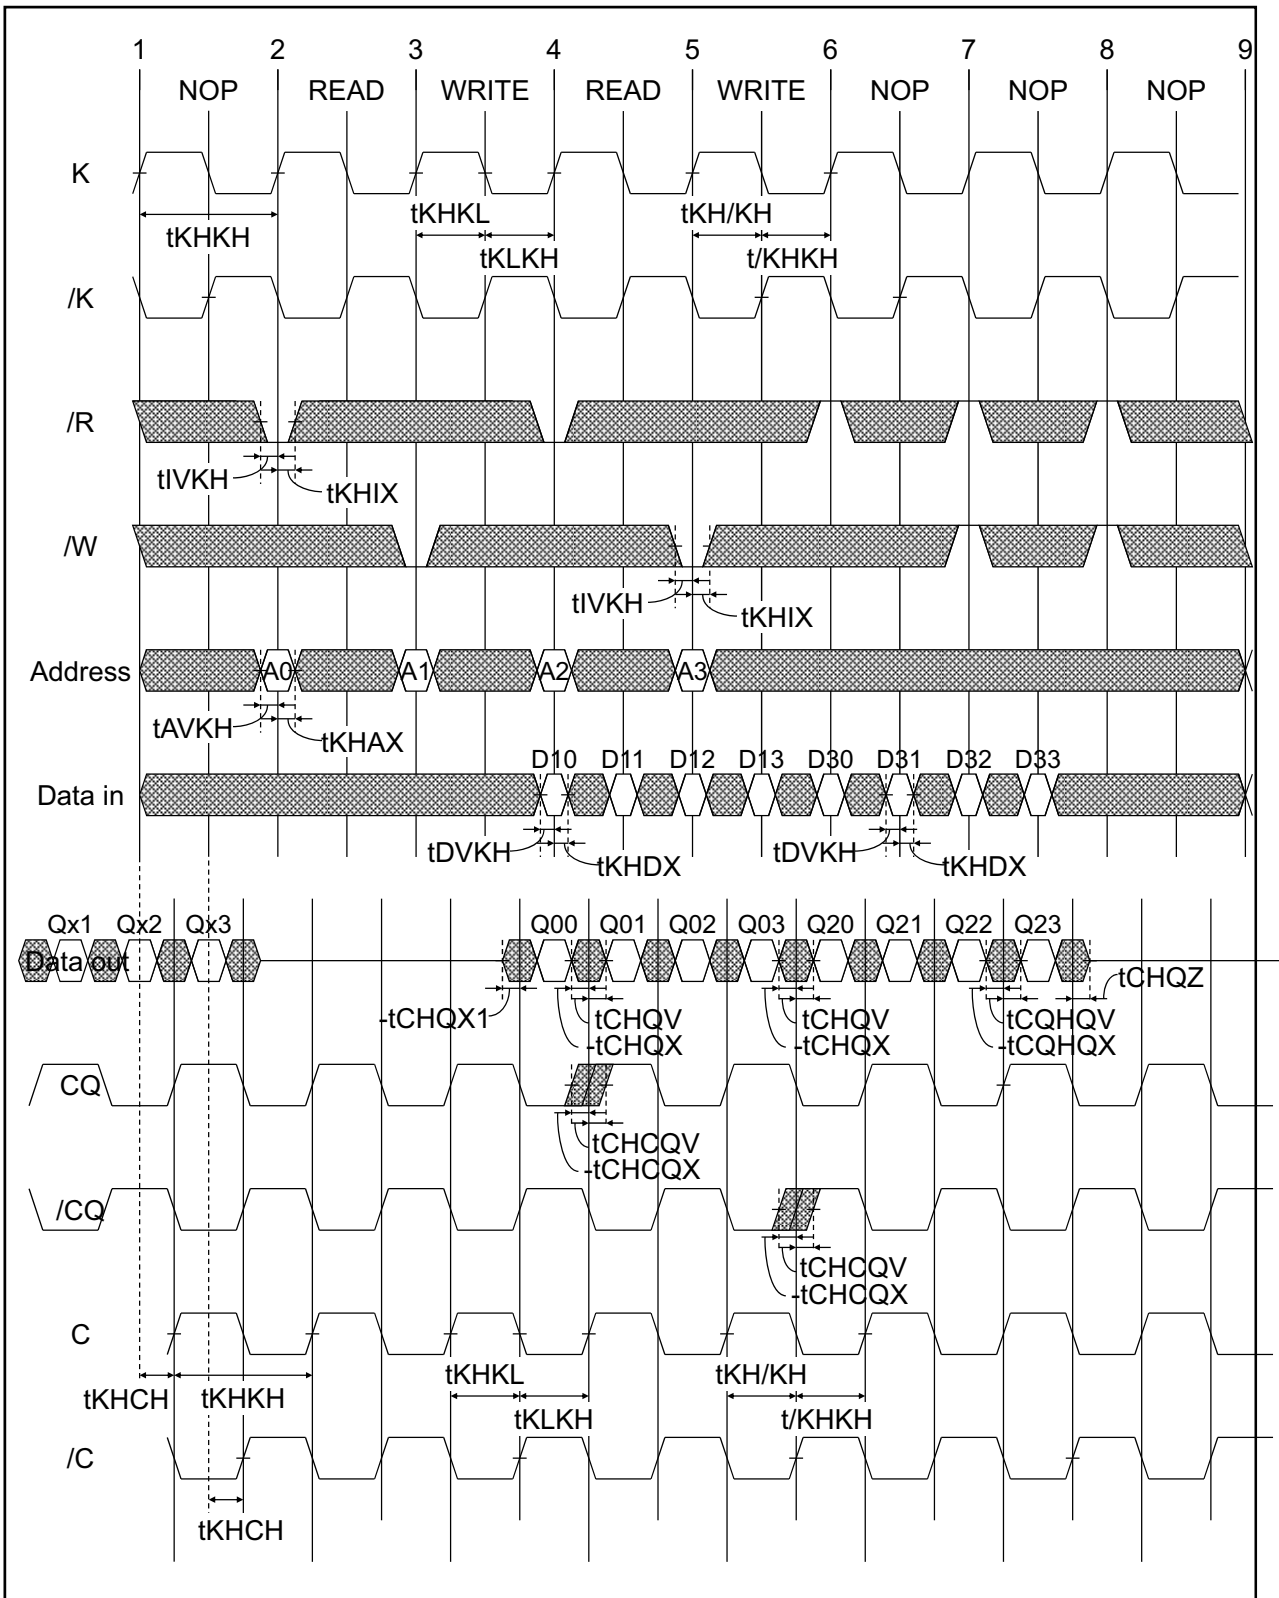 1 2 3 4 5 6 7 8 9
NOP READ WRITE READ WRITE NOP NOP NOP
K
tKHKH tKHKL tKLKH tKH/KH t/KHKH
/K
/R
tIVKH tKHIX
/W
tIVKH tKHIX
Address A0 A1 A2 A3
tAVKH tKHAX
D10 D11 D12 D13 D30 D31 D32 D33
Data in
tDVKH tKHDX tDVKH tKHDX
Qx1 Qx2 Qx3 Q00 Q01 Q02 Q03 Q20 Q21 Q22 Q23
Data out
tCHQZ
-tCHQX1 tCHQV tCHQV tCQHQV
-tCHQX -tCHQX -tCQHQX
CQ
tCHCQV
-tCHCQX
/CQ
tCHCQV
-tCHCQX
C
tKHCH tKHKH tKHKL tKLKH tKH/KH t/KHKH
/C
tKHCH